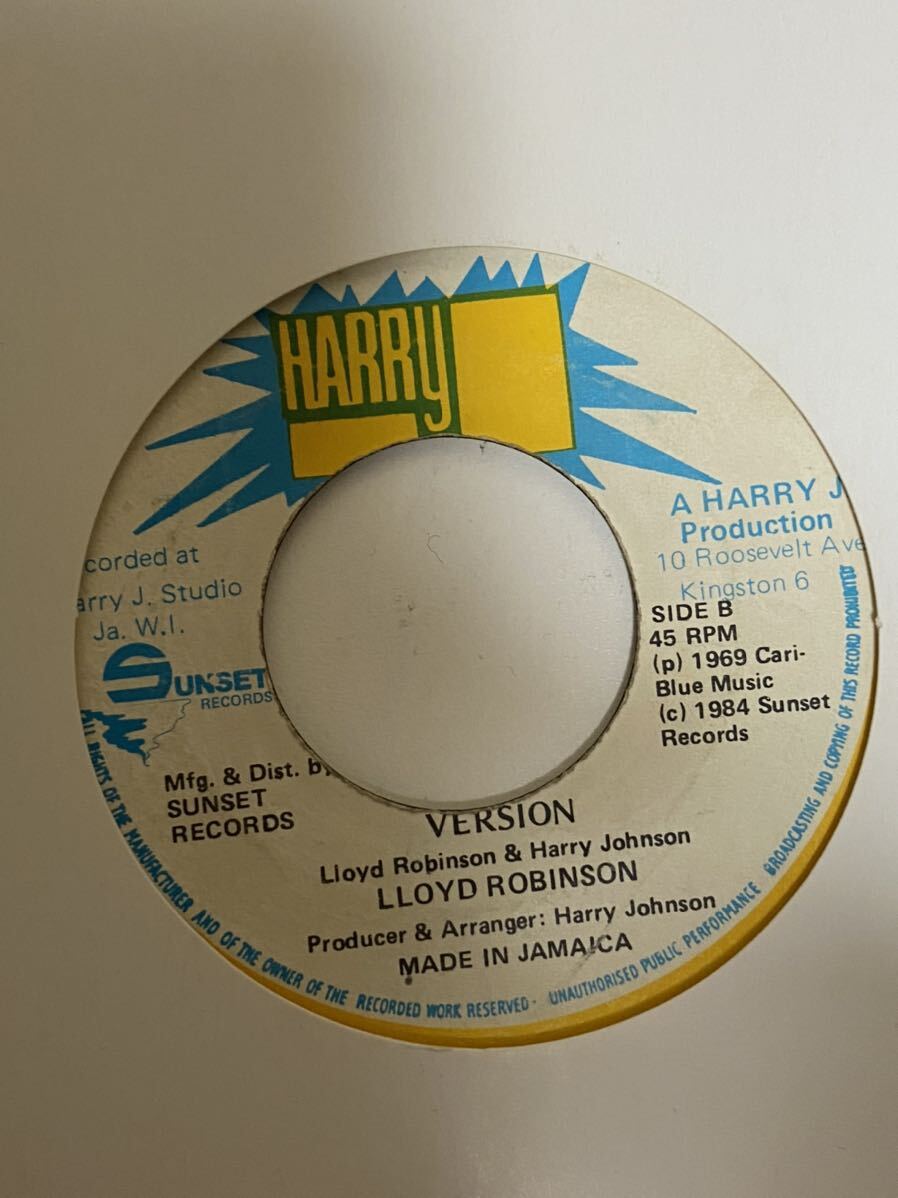 HARRY
A HARRY J
Production
10 Roosevelt Ave
Kingston 6
corded at
arry J. Studio
Ja. W.I.
SUNSET
RECORDS
Mfg. & Dist. by
SUNSET
RECORDS
SIDE B
45 RPM
(p) 1969 Cari-
Blue Music
(c) 1984 Sunset
Records
VERSION
Lloyd Robinson & Harry Johnson
LLOYD ROBINSON
Producer & Arranger: Harry Johnson
MADE IN JAMAICA
ALL RIGHTS OF THE MANUFACTURER AND OF THE OWNER OF THE RECORDED WORK RESERVED · UNAUTHORISED PUBLIC PERFORMANCE BROADCASTING AND COPYING OF THIS RECORD PROHIBITED